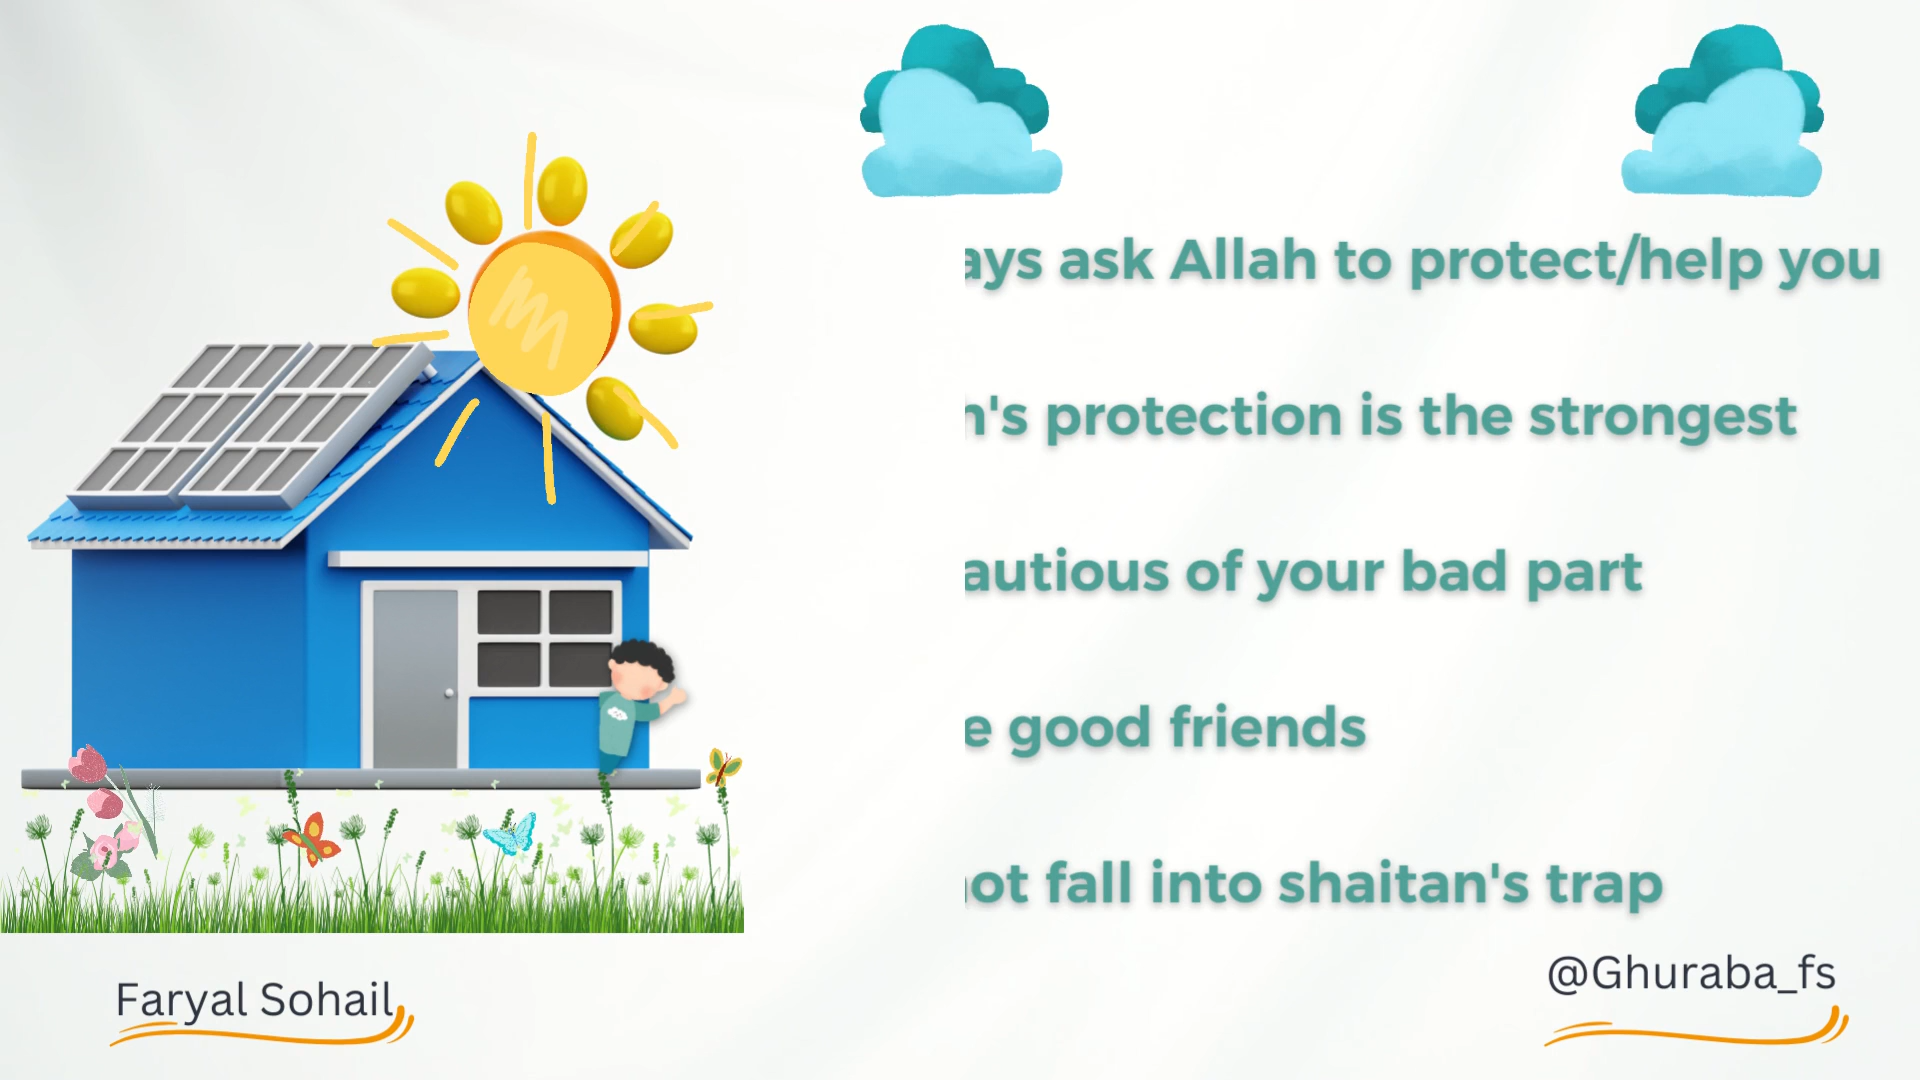 ays ask Allah to protect/help you
h's protection is the strongest
autious of your bad part
e good friends
not fall into shaitan's trap
@Ghuraba_fs
Faryal Sohail